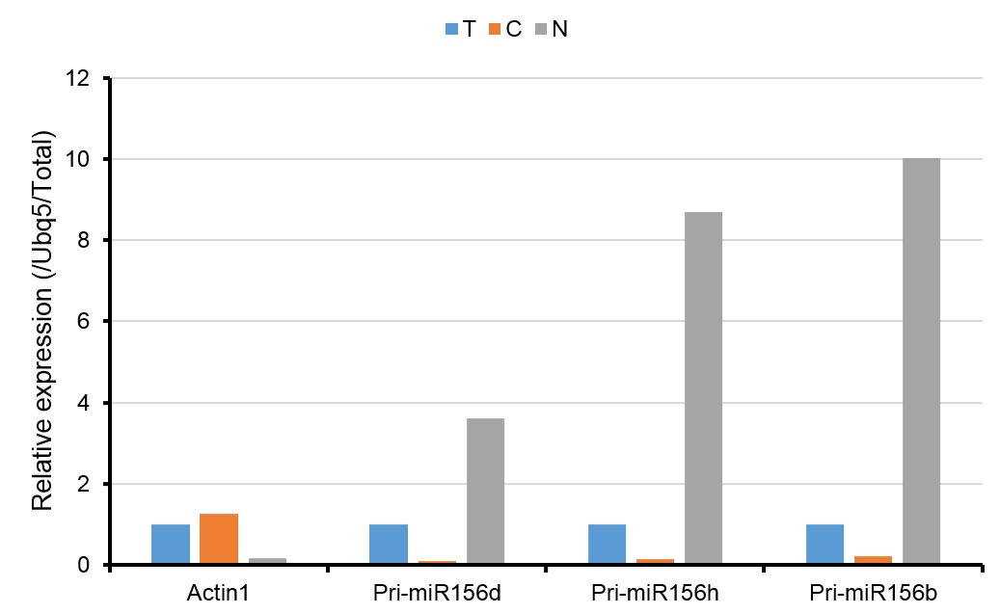 T C N
Relative expression (/Ubq5/Total)
12
10
8
6
4
2
0
Actin1 Pri-miR156d Pri-miR156h Pri-miR156b